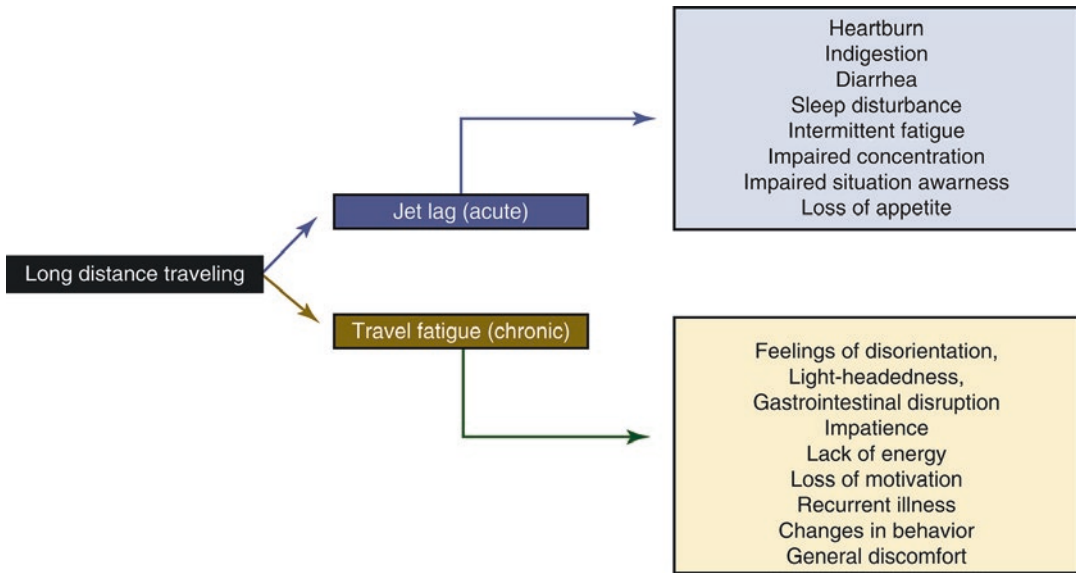 Heartburn
Indigestion
Diarrhea
Sleep disturbance
Intermittent fatigue
Impaired concentration
Impaired situation awarness
Loss of appetite
Jet lag (acute)
Long distance traveling
Travel fatigue (chronic)
Feelings of disorientation,
Light-headedness,
Gastrointestinal disruption
Impatience
Lack of energy
Loss of motivation
Recurrent illness
Changes in behavior
General discomfort